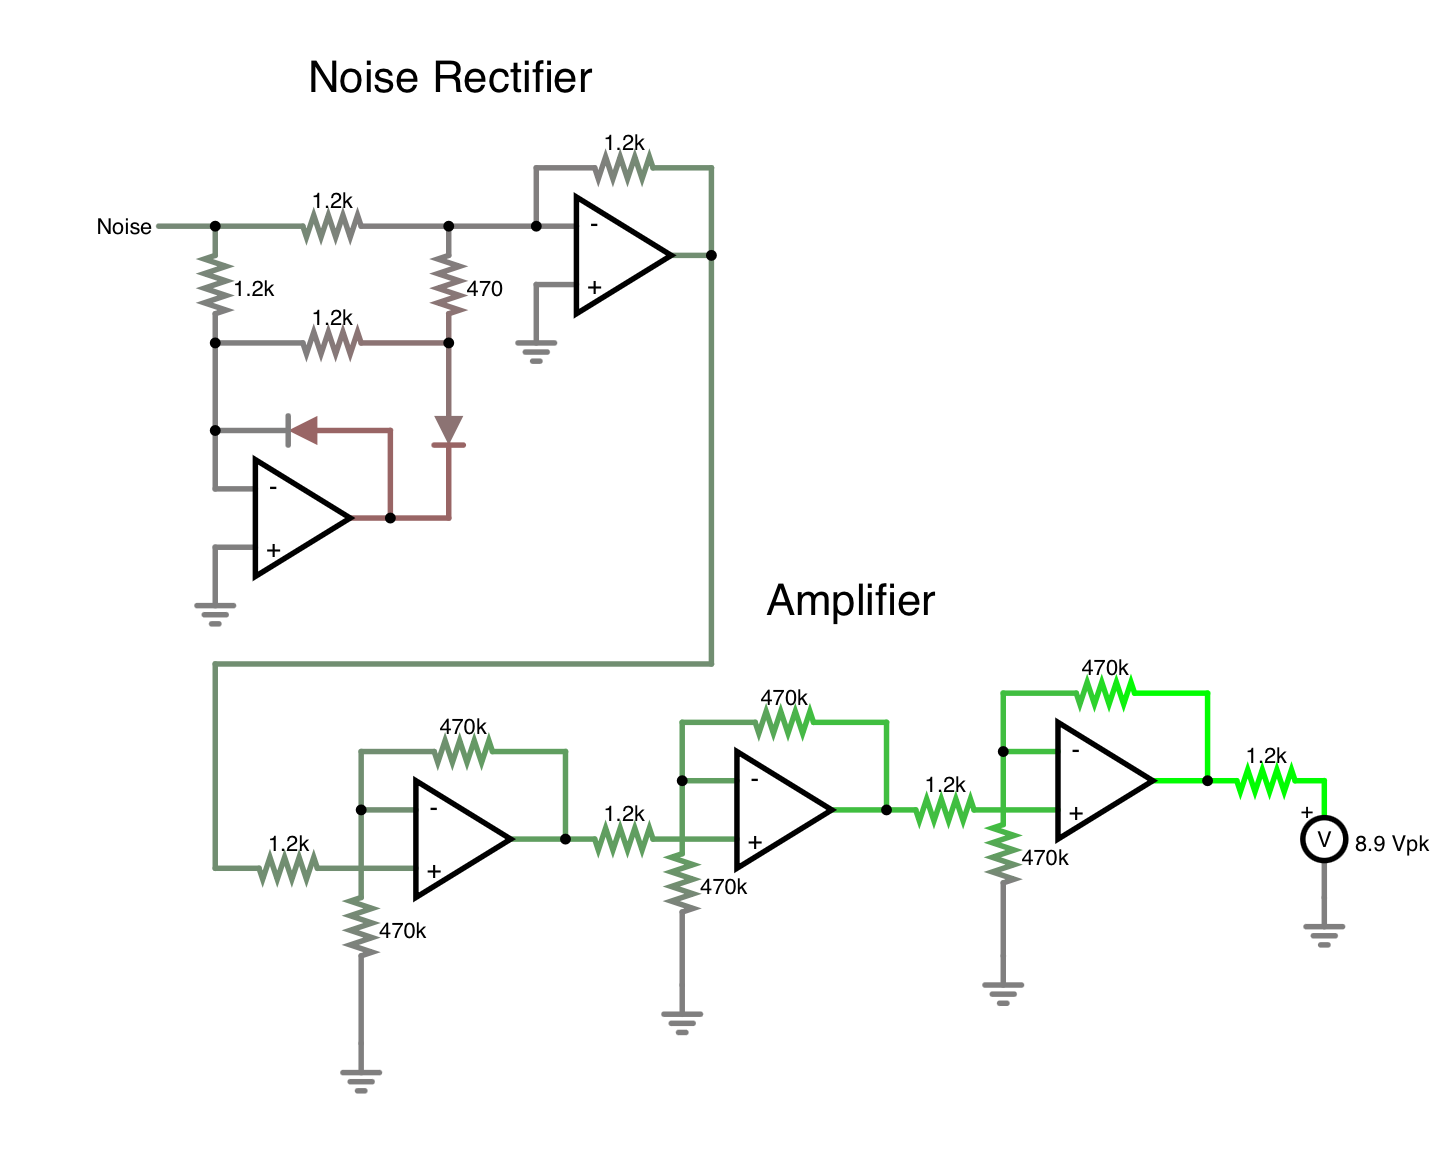 Noise Rectifier
1.2k
1.2k
Noise
-
1.2k
470
+
1.2k
-
+
Amplifier
470k
470k
470k
-
1.2k
-
1.2k
+
+
-
1.2k
V
8.9 Vpk
1.2k
+
470k
+
470k
470k